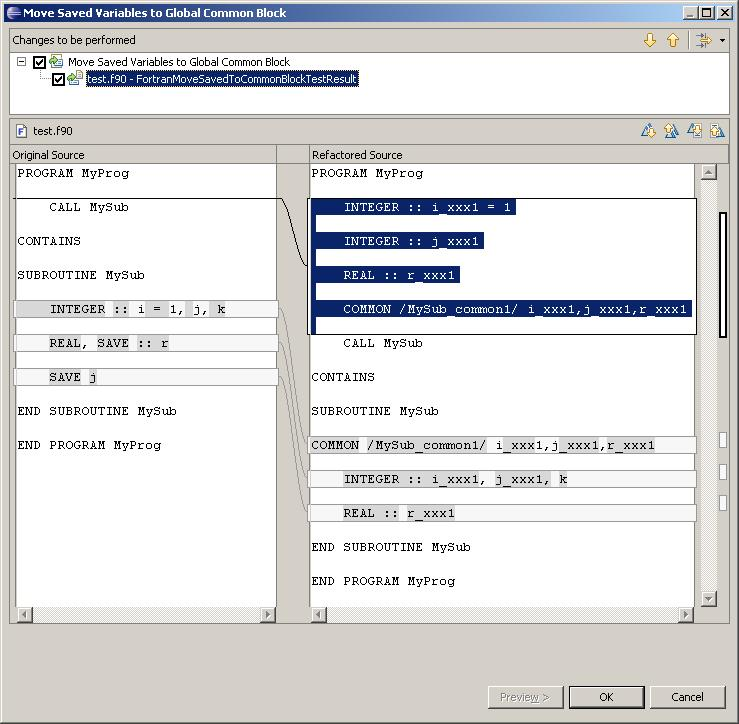 Move Saved Variables to Global Common Block
Changes to be performed
Move Saved Variables to Global Common Block
test.f90 - FortranMoveSavedToCommonBlockTestResult
test.f90
Original Source
PROGRAM MyProg
CALL MySub
CONTAINS
SUBROUTINE MySub
INTEGER :: i = 1, j, k
REAL, SAVE :: r
SAVE j
END SUBROUTINE MySub
END PROGRAM MyProg
Refactored Source
PROGRAM MyProg
INTEGER :: i_xxx1 = 1
INTEGER :: j_xxx1
REAL :: r_xxx1
COMMON /MySub_common1/ i_xxx1,j_xxx1,r_xxx1
CALL MySub
CONTAINS
SUBROUTINE MySub
COMMON /MySub_common1/ i_xxx1,j_xxx1,r_xxx1
INTEGER :: i_xxx1, j_xxx1, k
REAL :: r_xxx1
END SUBROUTINE MySub
END PROGRAM MyProg
Preview >
OK
Cancel